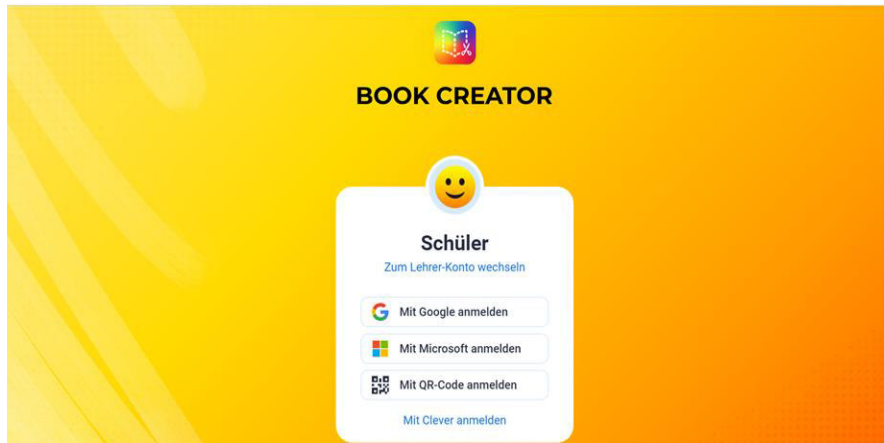 BOOK CREATOR
Schüler
Zum Lehrer-Konto wechseln
Mit Google anmelden
Mit Microsoft anmelden
Mit QR-Code anmelden
Mit Clever anmelden